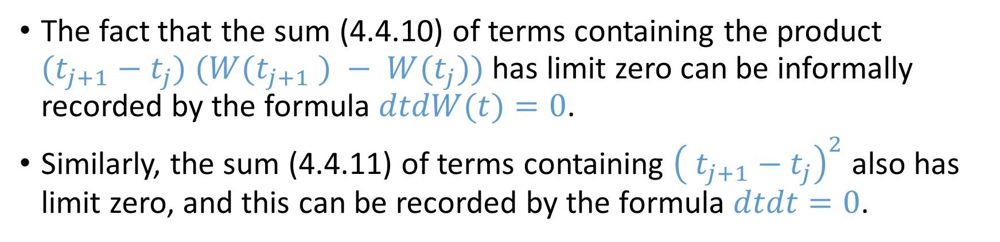 • The fact that the sum (4.4.10) of terms containing the product
(t_{j+1} − t_j) (W(t_{j+1} ) − W(t_j)) has limit zero can be informally
recorded by the formula dtdW(t) = 0.
• Similarly, the sum (4.4.11) of terms containing ( t_{j+1} − t_j)^2 also has
limit zero, and this can be recorded by the formula dtdt = 0.